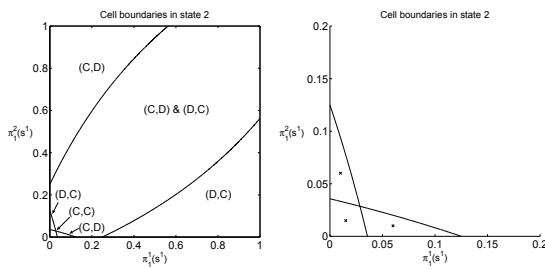 Cell boundaries in state 2
1
0.8
0.6
0.4
0.2
0
0 0.2 0.4 0.6 0.8 1
π₁²(s¹)
π₁¹(s¹)
(C,D)
(C,D) & (D,C)
(D,C)
(D,C)
(C,C)
(C,D)
Cell boundaries in state 2
0.2
0.15
0.1
0.05
0
0 0.05 0.1 0.15 0.2
π₁²(s¹)
π₁¹(s¹)